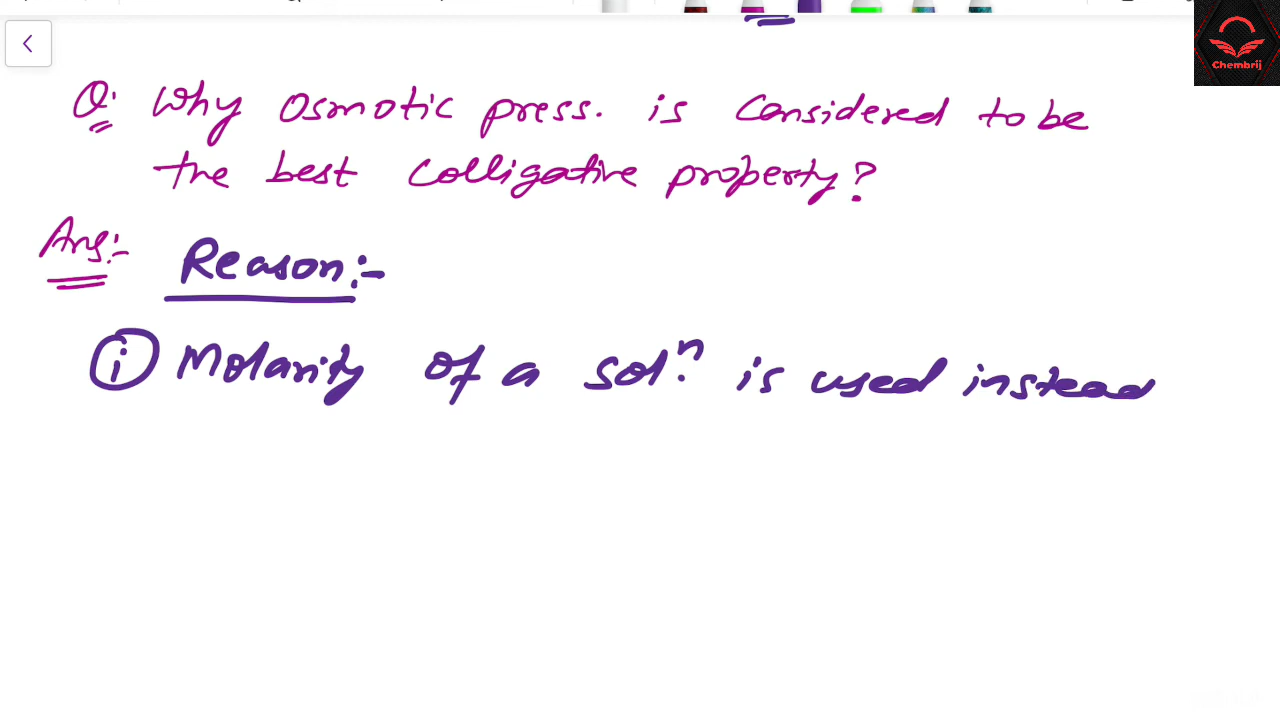 Chembrij
Q: Why Osmotic press. is Considered to be
the best Colligative property?
Ans:-
Reason:-
(i) Molarity of a solⁿ. is used instead